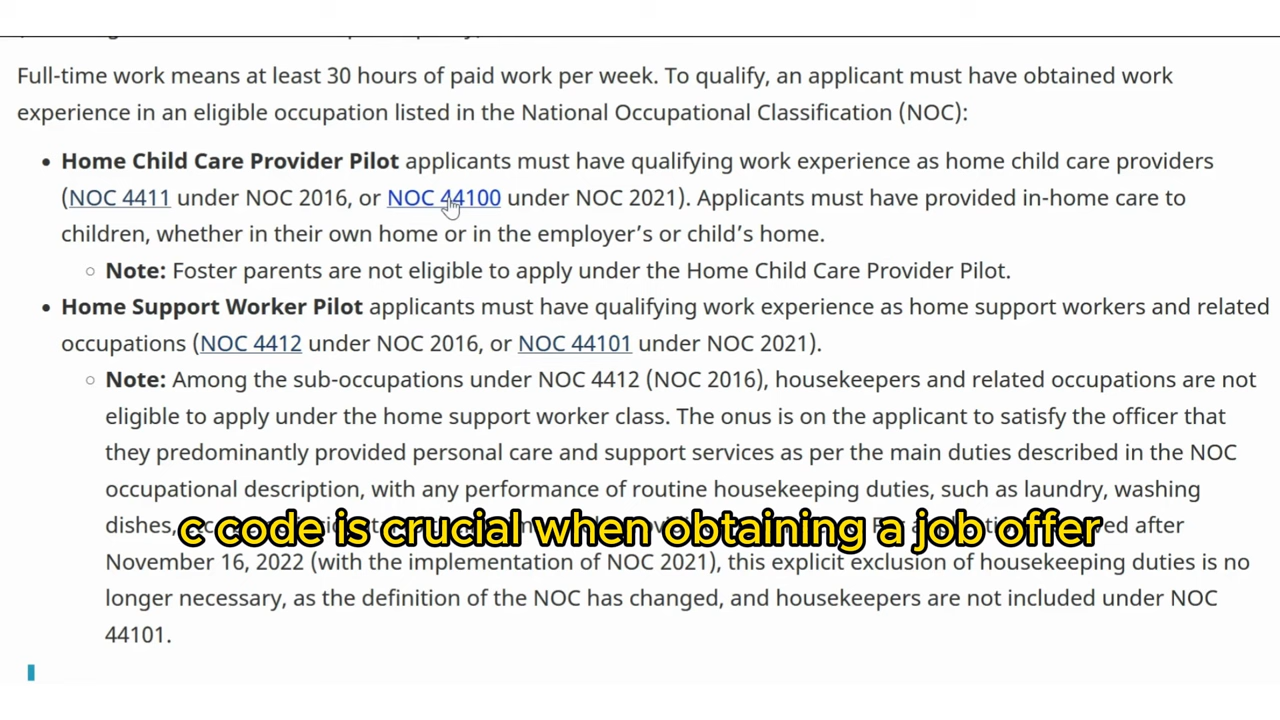 Full-time work means at least 30 hours of paid work per week. To qualify, an applicant must have obtained work
experience in an eligible occupation listed in the National Occupational Classification (NOC):
• Home Child Care Provider Pilot applicants must have qualifying work experience as home child care providers
(NOC 4411 under NOC 2016, or NOC 44100 under NOC 2021). Applicants must have provided in-home care to
children, whether in their own home or in the employer's or child's home.
○ Note: Foster parents are not eligible to apply under the Home Child Care Provider Pilot.
• Home Support Worker Pilot applicants must have qualifying work experience as home support workers and related
occupations (NOC 4412 under NOC 2016, or NOC 44101 under NOC 2021).
○ Note: Among the sub-occupations under NOC 4412 (NOC 2016), housekeepers and related occupations are not
eligible to apply under the home support worker class. The onus is on the applicant to satisfy the officer that
they predominantly provided personal care and support services as per the main duties described in the NOC
occupational description, with any performance of routine housekeeping duties, such as laundry, washing
dishes, after
c code is crucial when obtaining a job offer
November 16, 2022 (with the implementation of NOC 2021), this explicit exclusion of housekeeping duties is no
longer necessary, as the definition of the NOC has changed, and housekeepers are not included under NOC
44101.